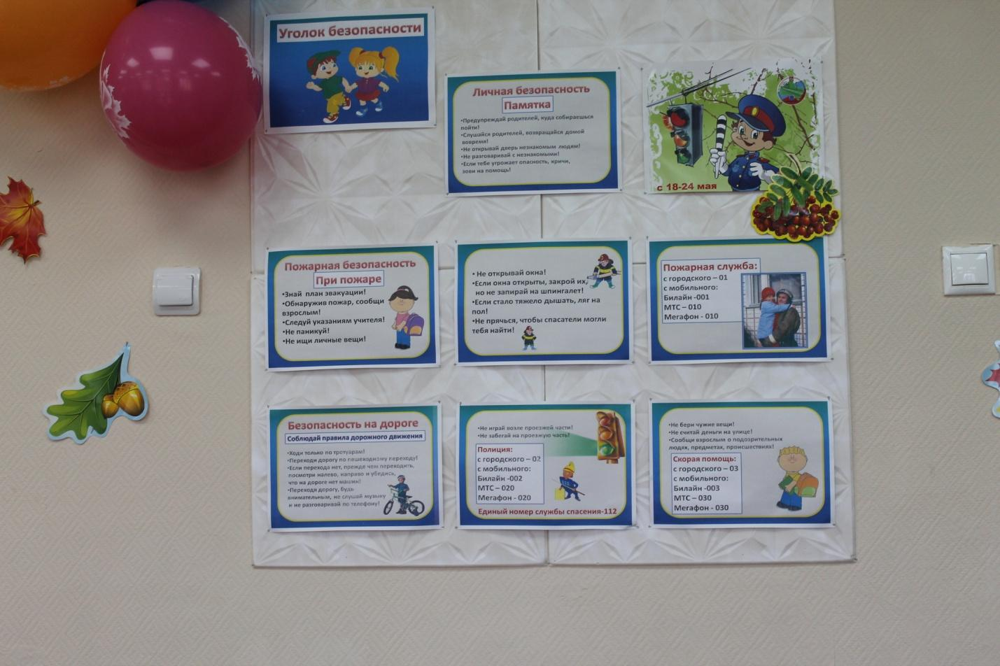 Уголок безопасности
Личная безопасность
Памятка
•Предупреждай родителей, куда собираешься
пойти!
•Слушайся родителей, возвращайся домой
вовремя!
•Не открывай дверь незнакомым людям!
•Не разговаривай с незнакомыми!
•Если тебе угрожает опасность, кричи,
зови на помощь!
с 18-24 мая
Пожарная безопасность
При пожаре
•Знай план эвакуации!
•Обнаружив пожар, сообщи
взрослым!
•Следуй указаниям учителя!
•Не паникуй!
•Не ищи личные вещи!
• Не открывай окна!
•Если окна открыты, закрой их,
но не запирай на шпингалет!
•Если стало тяжело дышать, ляг на
пол!
•Не прячься, чтобы спасатели могли
тебя найти!
Пожарная служба:
с городского – 01
с мобильного:
Билайн -001
МТС – 010
Мегафон - 010
Безопасность на дороге
Соблюдай правила дорожного движения
•Ходи только по тротуарам!
•Переходи дорогу по пешеходному переходу!
•Если перехода нет, прежде чем переходить,
посмотри налево, направо и убедись,
что на дороге нет машин!
•Переходя дорогу, будь
внимательным, не слушай музыку
и не разговаривай по телефону!
•Не играй возле проезжей части!
•Не забегай на проезжую часть!
Полиция:
с городского – 02
с мобильного:
Билайн -002
МТС – 020
Мегафон - 020
Единый номер службы спасения-112
•Не бери чужие вещи!
•Не считай деньги на улице!
•Сообщи взрослым о подозрительных
людях, предметах, происшествиях!
Скорая помощь:
с городского – 03
с мобильного:
Билайн -003
МТС – 030
Мегафон - 030